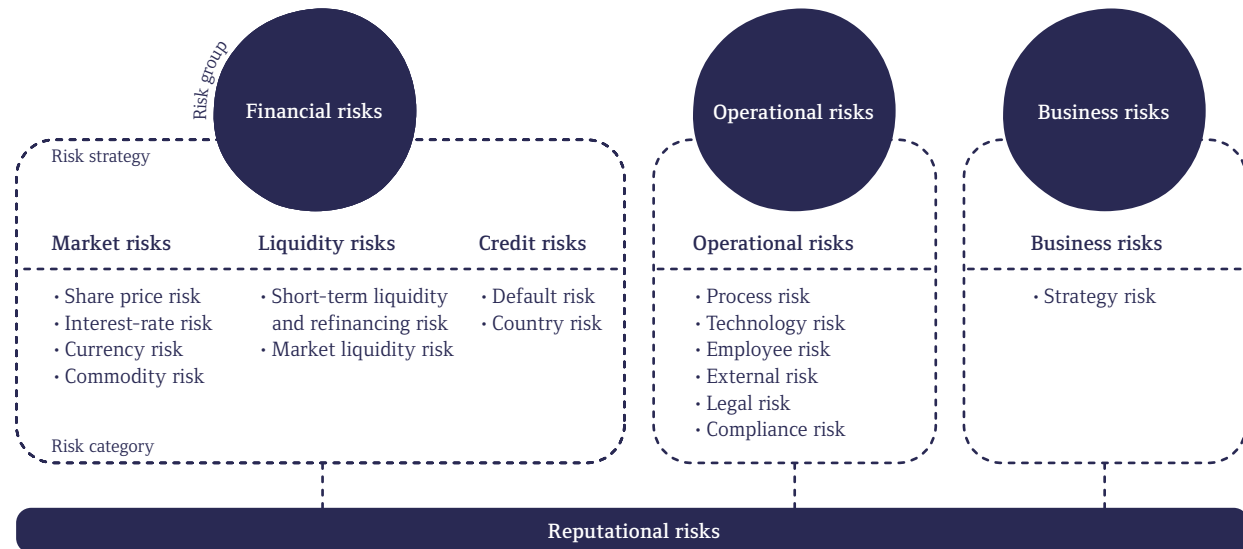 Risk group
Financial risks
Operational risks
Business risks
Risk strategy
Market risks
Liquidity risks
Credit risks
Operational risks
Business risks
· Share price risk
· Interest-rate risk
· Currency risk
· Commodity risk
· Short-term liquidity
and refinancing risk
· Market liquidity risk
· Default risk
· Country risk
· Process risk
· Technology risk
· Employee risk
· External risk
· Legal risk
· Compliance risk
· Strategy risk
Risk category
Reputational risks